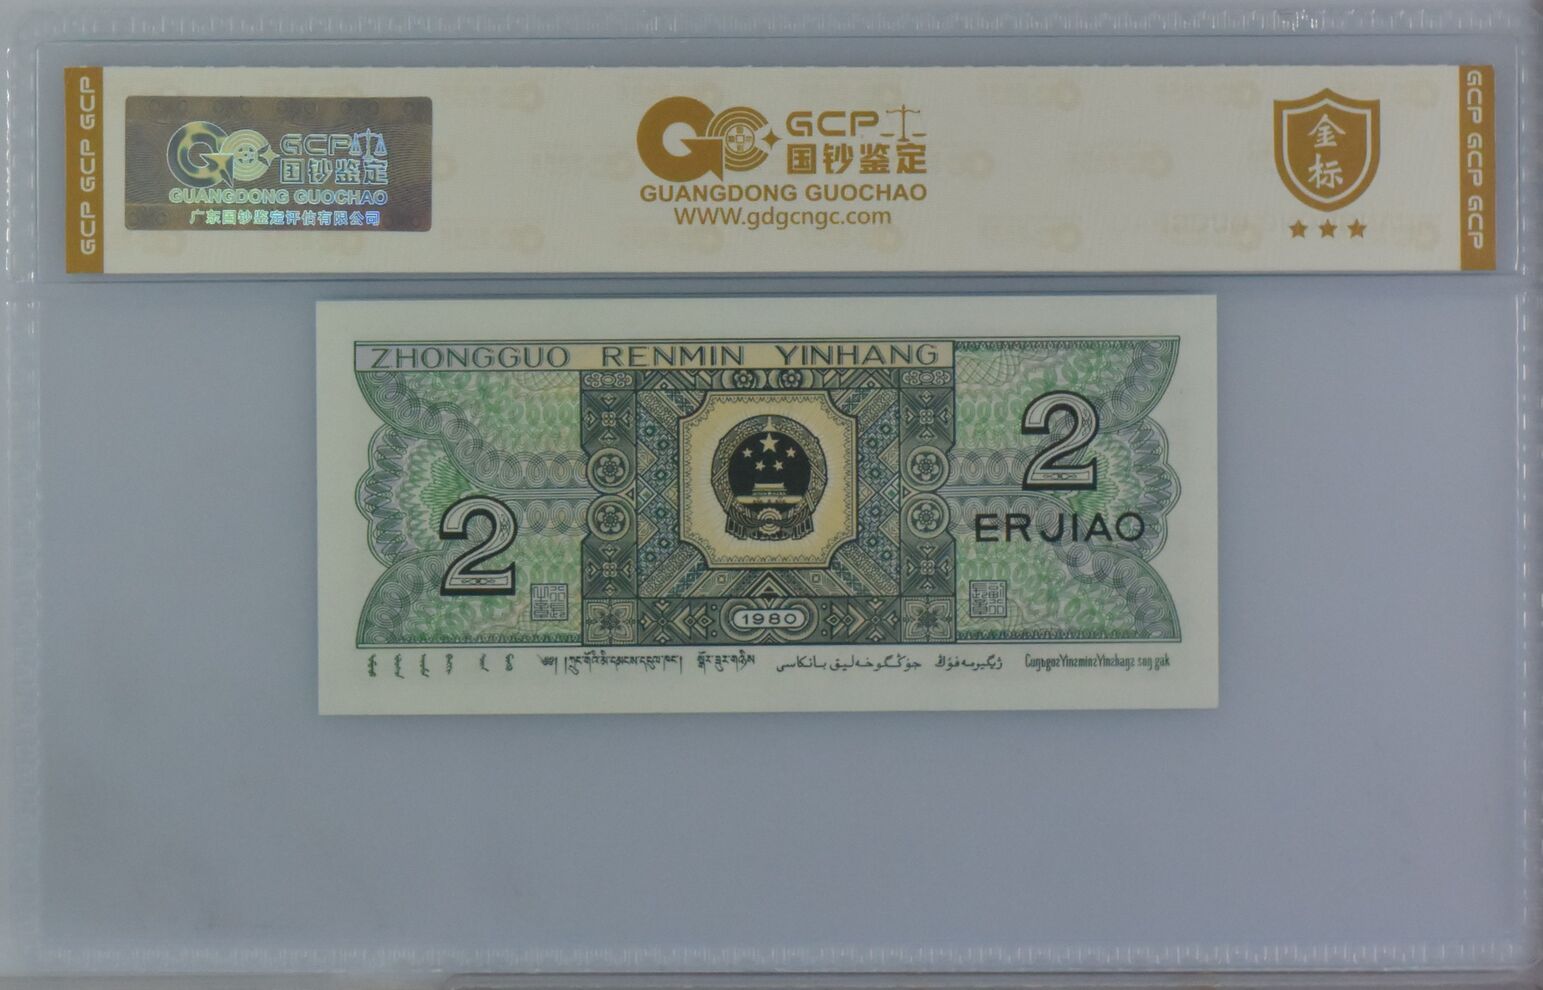 GCP GCP GCP
GCP
国钞鉴定
GUANGDONG GUOCHAO
广东国钞鉴定评估有限公司
GCP
国钞鉴定
GUANGDONG GUOCHAO
WWW.gdgcngc.com
金标
GCP GCP GCP
ZHONGGUO RENMIN YINHANG
2
2
ERJIAO
1980